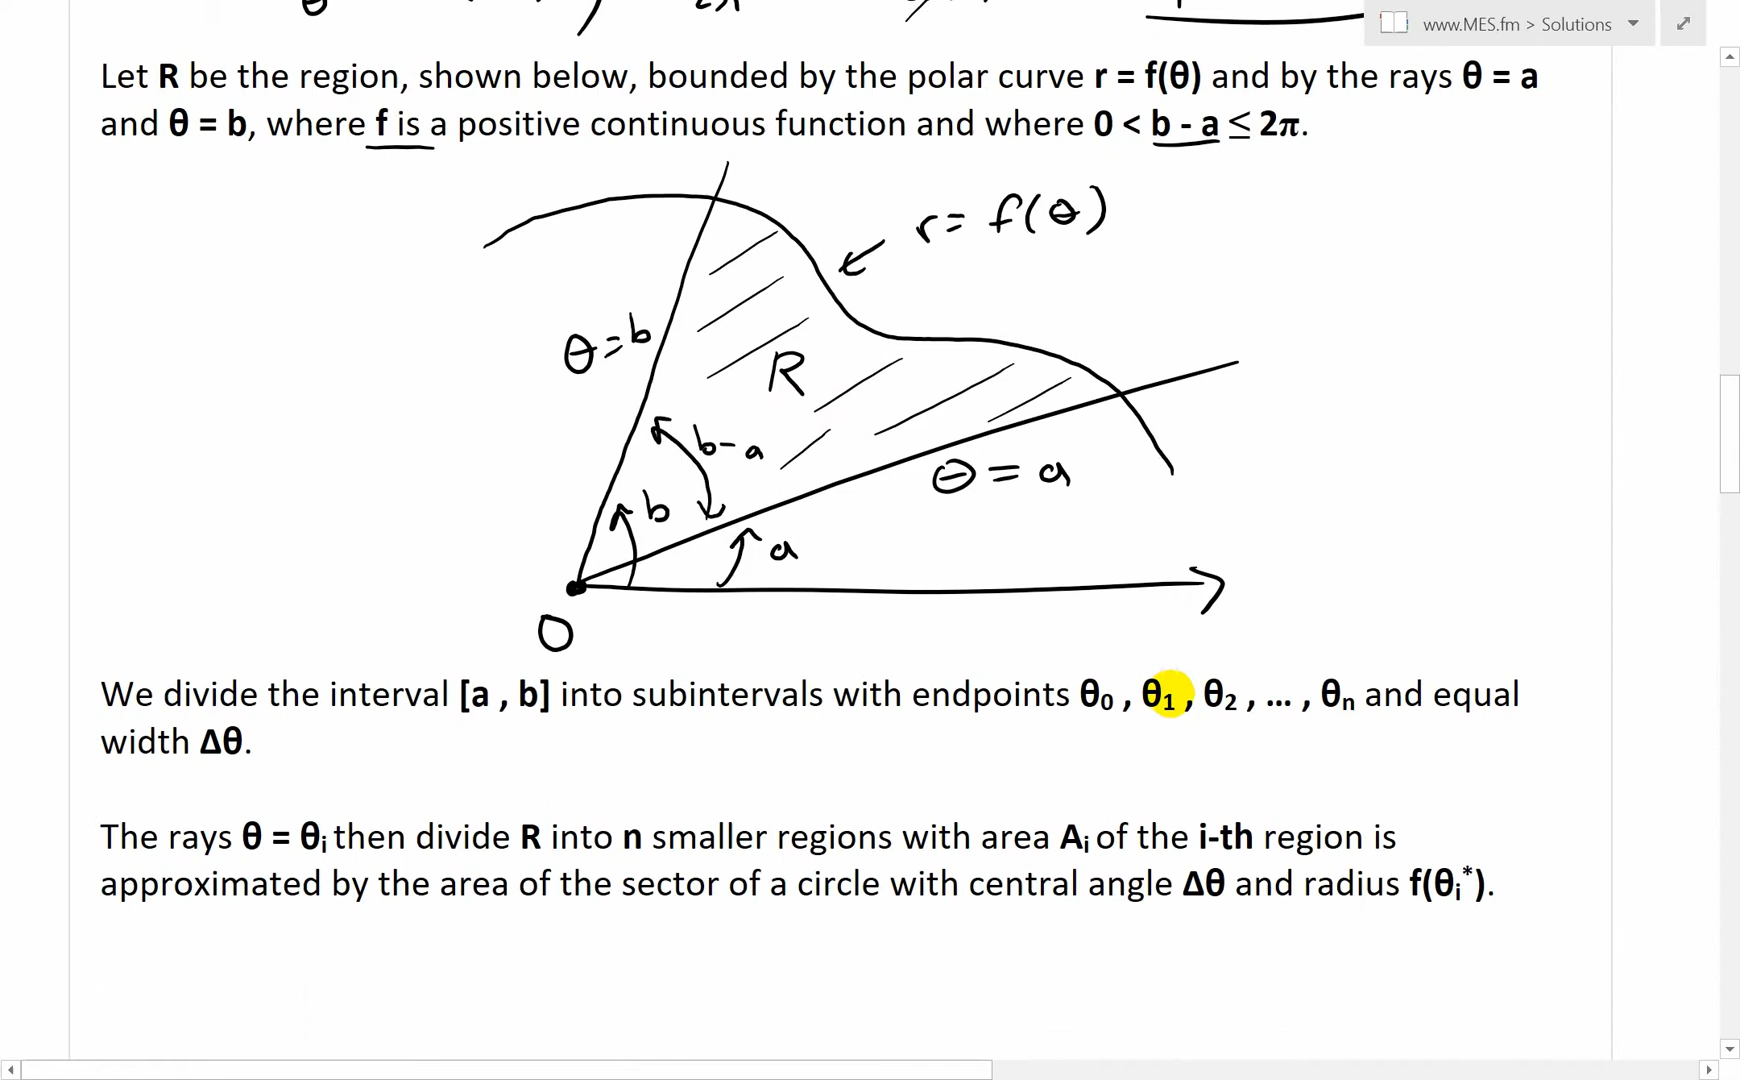 www.MES.fm > Solutions
Let R be the region, shown below, bounded by the polar curve r = f(θ) and by the rays θ = a
and θ = b, where f is a positive continuous function and where 0 < b - a ≤ 2π.
r = f(θ)
θ = b
R
b - a
θ = a
b
a
O
We divide the interval [a , b] into subintervals with endpoints θ₀ , θ₁ , θ₂ , ... , θₙ and equal
width Δθ.
The rays θ = θᵢ then divide R into n smaller regions with area Aᵢ of the i-th region is
approximated by the area of the sector of a circle with central angle Δθ and radius f(θᵢ*).